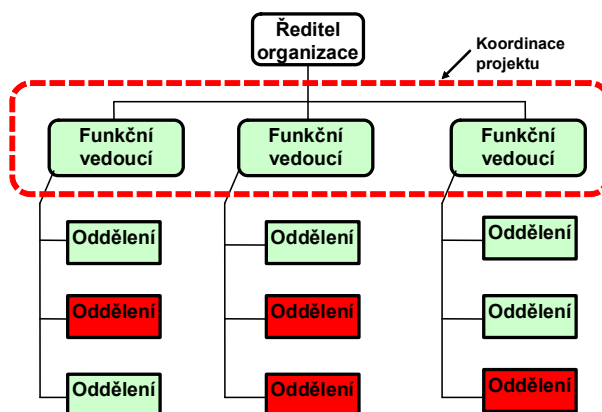 Ředitel
organizace
Koordinace
projektu
Funkční
vedoucí
Funkční
vedoucí
Funkční
vedoucí
Oddělení
Oddělení
Oddělení
Oddělení
Oddělení
Oddělení
Oddělení
Oddělení
Oddělení